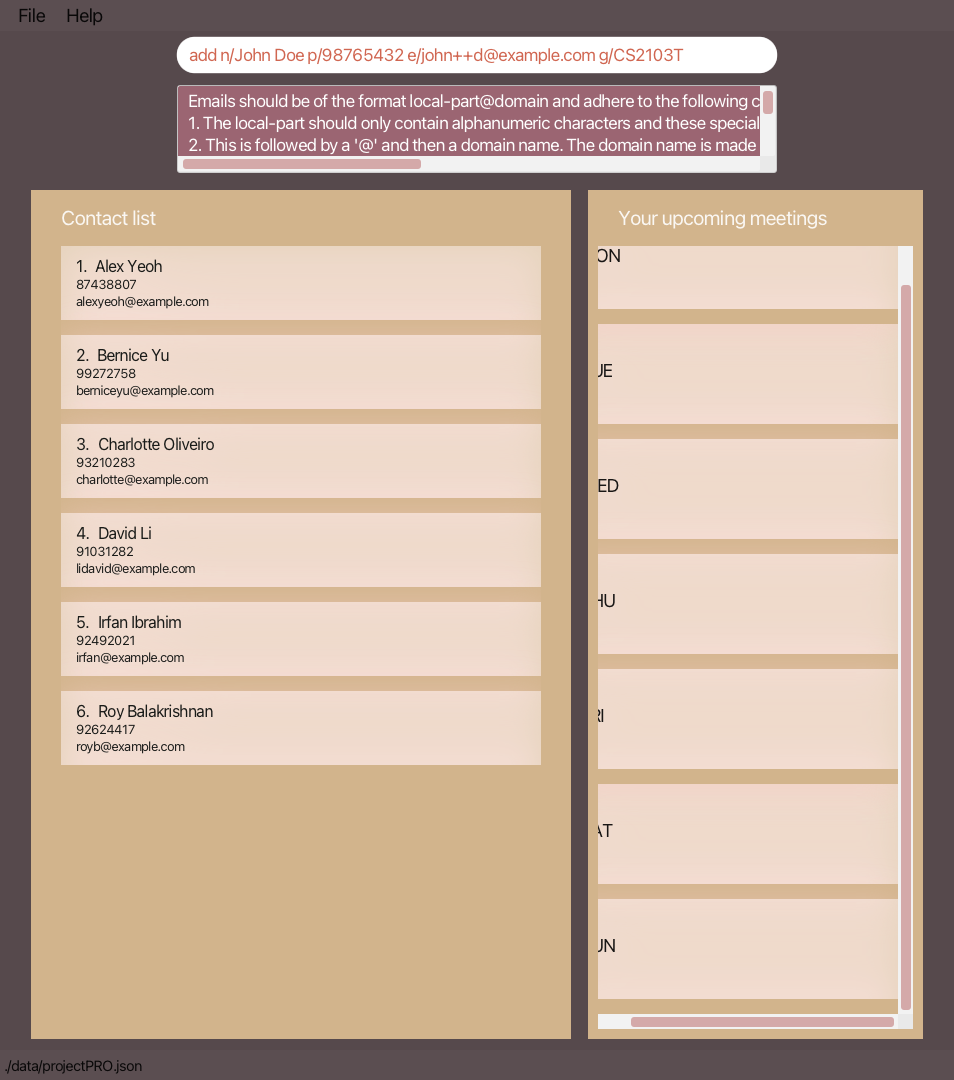 File Help
add n/John Doe p/98765432 e/john++d@example.com g/CS2103T
Emails should be of the format local-part@domain and adhere to the following c
1. The local-part should only contain alphanumeric characters and these special
2. This is followed by a '@' and then a domain name. The domain name is made
Contact list
1. Alex Yeoh
87438807
alexyeoh@example.com
2. Bernice Yu
99272758
berniceyu@example.com
3. Charlotte Oliveiro
93210283
charlotte@example.com
4. David Li
91031282
lidavid@example.com
5. Irfan Ibrahim
92492021
irfan@example.com
6. Roy Balakrishnan
92624417
royb@example.com
Your upcoming meetings
ON
UE
ED
HU
RI
AT
UN
./data/projectPRO.json